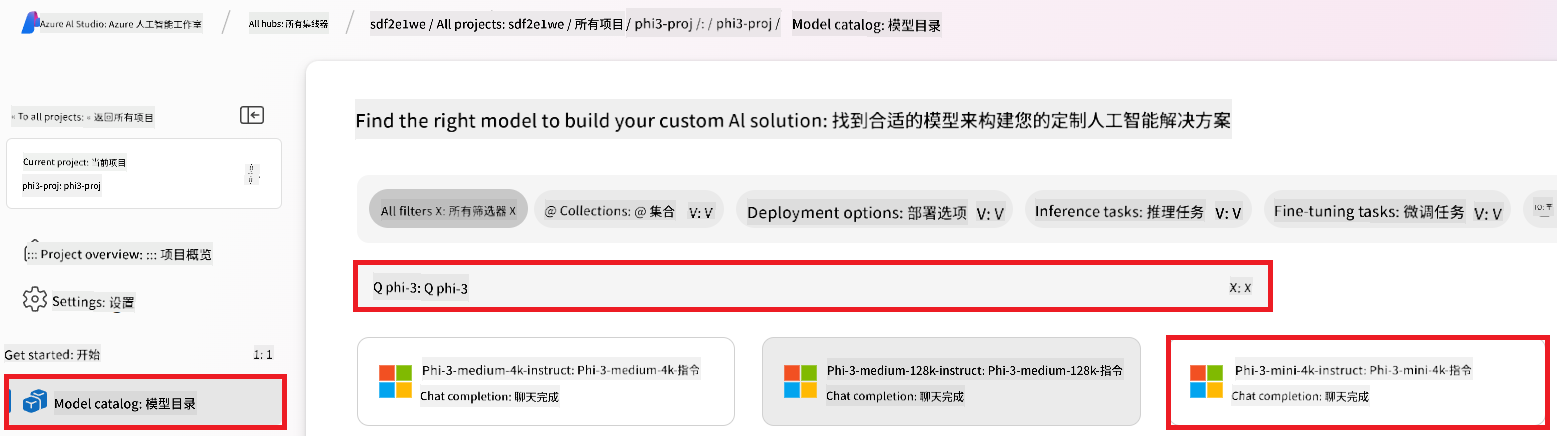 Azure AI Studio: Azure 人工智能工作室 / All hubs: 所有集线器 / sdf2e1we / All projects: sdf2e1we / 所有项目 / phi3-proj /: / phi3-proj / Model catalog: 模型目录
« To all projects: « 返回所有项目
Current project: 当前项目
phi3-proj: phi3-proj
Project overview: ::: 项目概览
Settings: 设置
Get started: 开始 1: 1
Model catalog: 模型目录
Find the right model to build your custom AI solution: 找到合适的模型来构建您的定制人工智能解决方案
All filters X: 所有筛选器 X @ Collections: @ 集合 V: V Deployment options: 部署选项 V: V Inference tasks: 推理任务 V: V Fine-tuning tasks: 微调任务 V: V
Q phi-3: Q phi-3 X: X
Phi-3-medium-4k-instruct: Phi-3-medium-4k-指令
Chat completion: 聊天完成
Phi-3-medium-128k-instruct: Phi-3-medium-128k-指令
Chat completion: 聊天完成
Phi-3-mini-4k-instruct: Phi-3-mini-4k-指令
Chat completion: 聊天完成